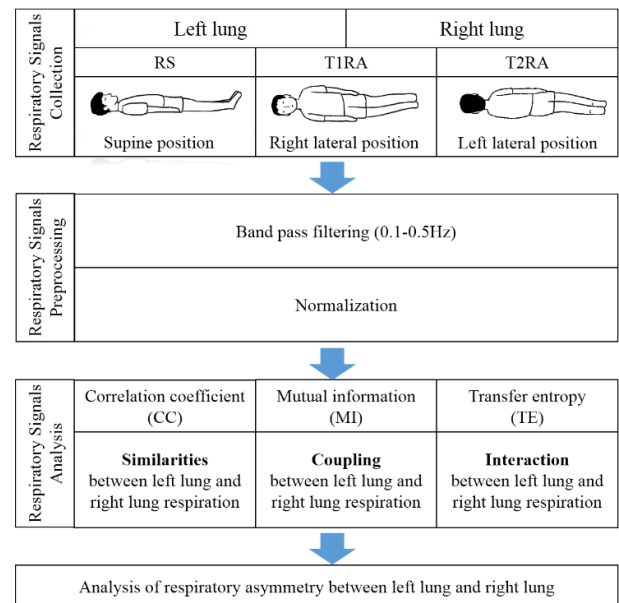 Respiratory Signals
Collection
Left lung
Right lung
RS
T1RA
T2RA
Supine position
Right lateral position
Left lateral position
Respiratory Signals
Preprocessing
Band pass filtering (0.1-0.5Hz)
Normalization
Respiratory Signals
Analysis
Correlation coefficient
(CC)
Mutual information
(MI)
Transfer entropy
(TE)
Similarities
between left lung and
right lung respiration
Coupling
between left lung and
right lung respiration
Interaction
between left lung and
right lung respiration
Analysis of respiratory asymmetry between left lung and right lung